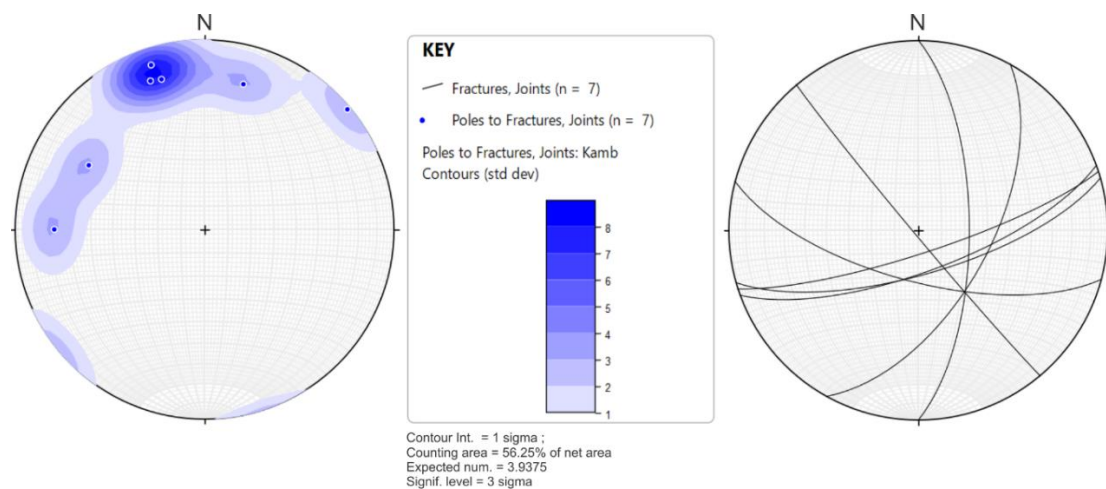 N
KEY
Fractures, Joints (n = 7)
Poles to Fractures, Joints (n = 7)
Poles to Fractures, Joints: Kamb
Contours (std dev)
8
7
6
5
4
3
2
1
Contour Int. = 1 sigma ;
Counting area = 56.25% of net area
Expected num. = 3.9375
Signif. level = 3 sigma
N